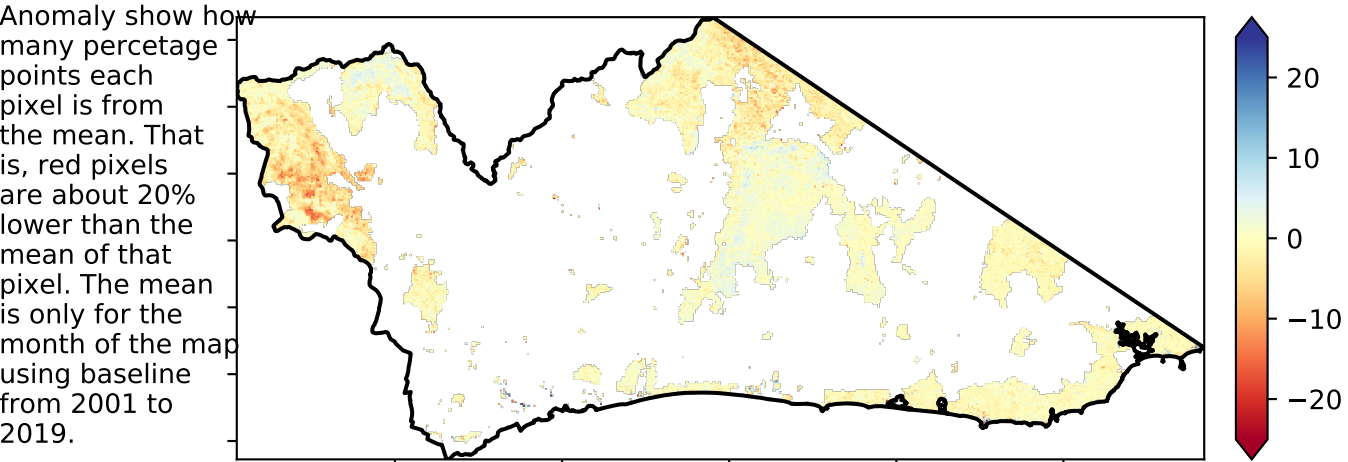 Anomaly show how
many percetage
points each
pixel is from
the mean. That
is, red pixels
are about 20%
lower than the
mean of that
pixel. The mean
is only for the
month of the map
using baseline
from 2001 to
2019.
20
10
0
−10
−20